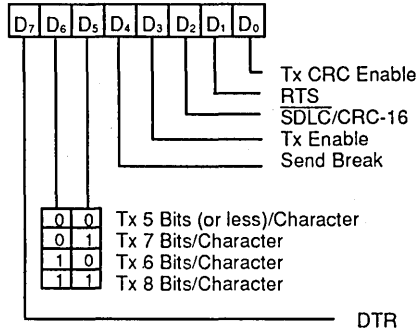 D7 D6 D5 D4 D3 D2 D1 D0
Tx CRC Enable
RTS
SDLC/CRC-16
Tx Enable
Send Break
0 0 Tx 5 Bits (or less)/Character
0 1 Tx 7 Bits/Character
1 0 Tx 6 Bits/Character
1 1 Tx 8 Bits/Character
DTR